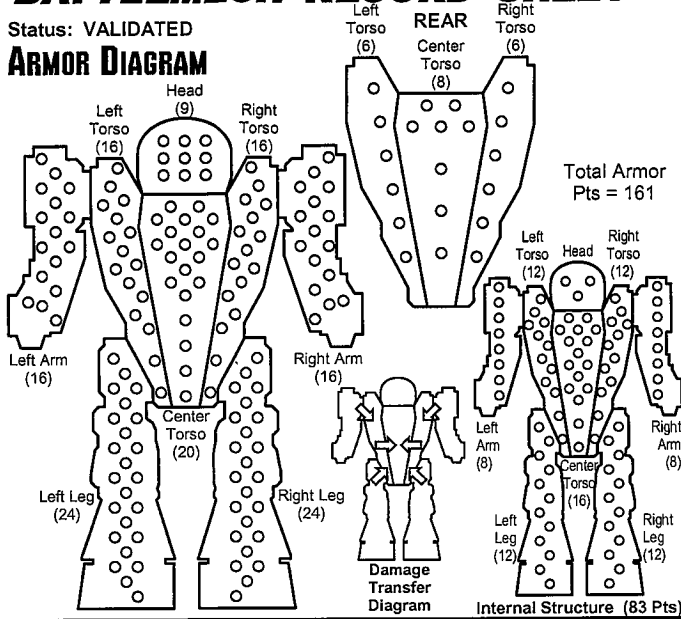 BATTLEMECH RECORD SHEET
Status: VALIDATED
ARMOR DIAGRAM
Head
(9)
Left
Torso
(16)
Right
Torso
(16)
Left Arm
(16)
Right Arm
(16)
Center
Torso
(20)
Left Leg
(24)
Right Leg
(24)
Left
Torso
(6)
REAR
Center
Torso
(8)
Right
Torso
(6)
Total Armor
Pts = 161
Left
Torso
(12)
Head
Right
Torso
(12)
Left
Arm
(8)
Right
Arm
(8)
Center
Torso
(16)
Left
Leg
(12)
Right
Leg
(12)
Damage
Transfer
Diagram
Internal Structure (83 Pts)